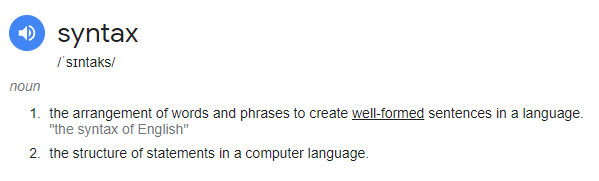 syntax
/ˈsɪntaks/
noun
1. the arrangement of words and phrases to create well-formed sentences in a language.
"the syntax of English"
2. the structure of statements in a computer language.